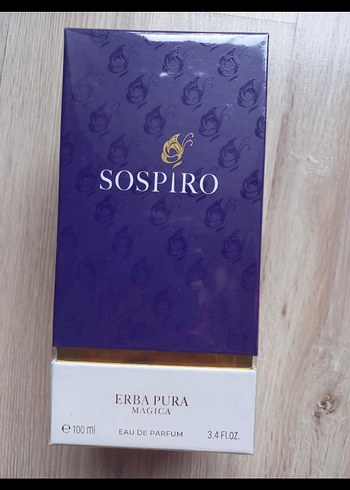 SOSPIRO
ERBA PURA
MAGICA
℮ 100 ml EAU DE PARFUM 3.4 Fl.OZ.